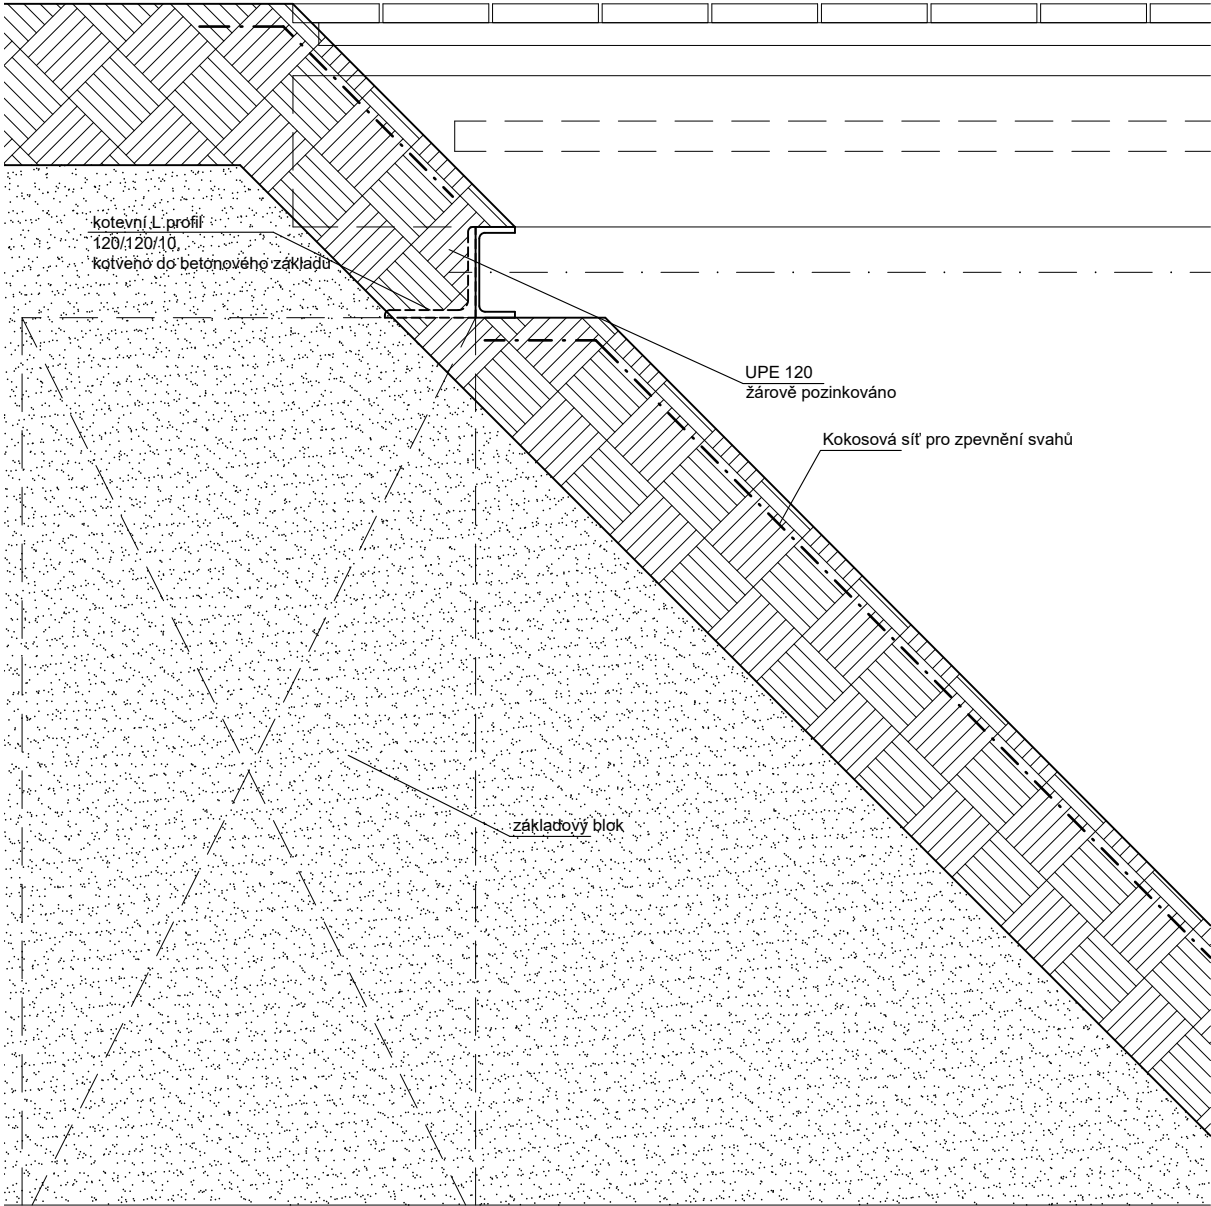 kotevní L profil
120/120/10,
kotveno do betonového základu
UPE 120
žárově pozinkováno
Kokosová síť pro zpevnění svahů
základový blok